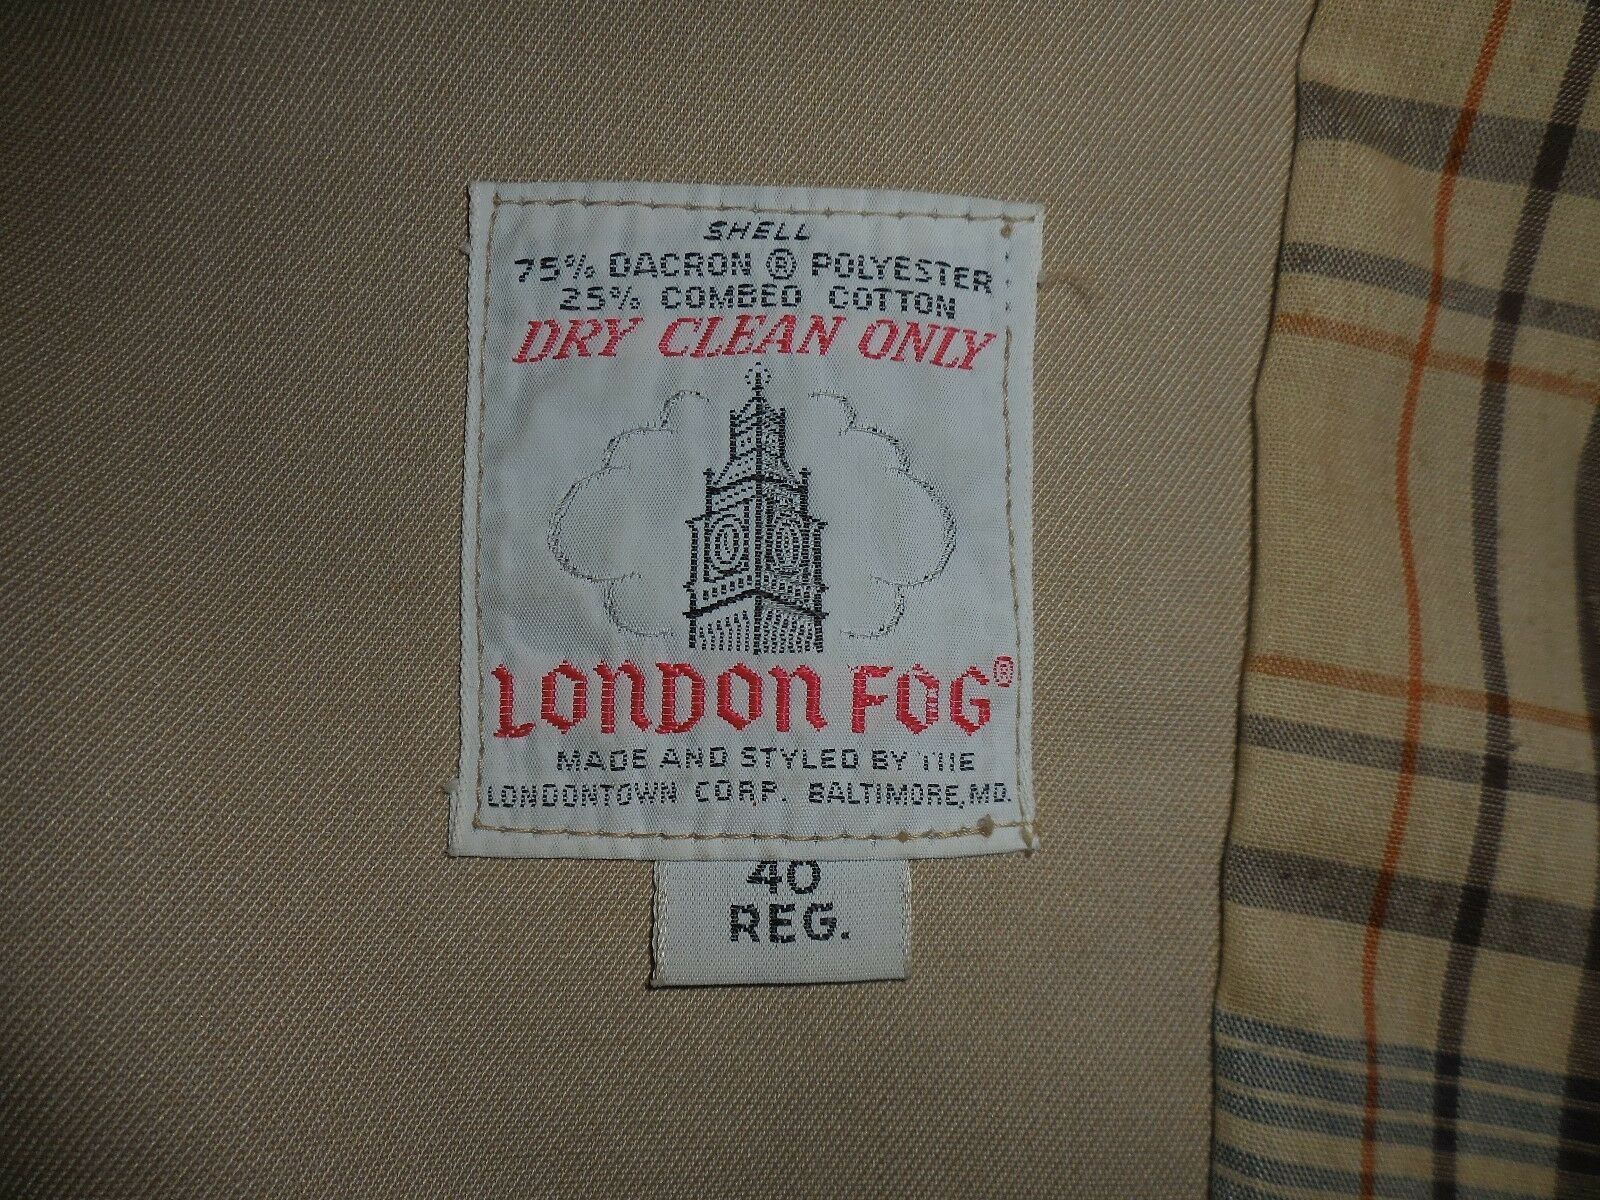 SHELL
75% DACRON ® POLYESTER
25% COMBED COTTON
DRY CLEAN ONLY
LONDON FOG®
MADE AND STYLED BY THE
LONDONTOWN CORP. BALTIMORE, MD.
40
REG.